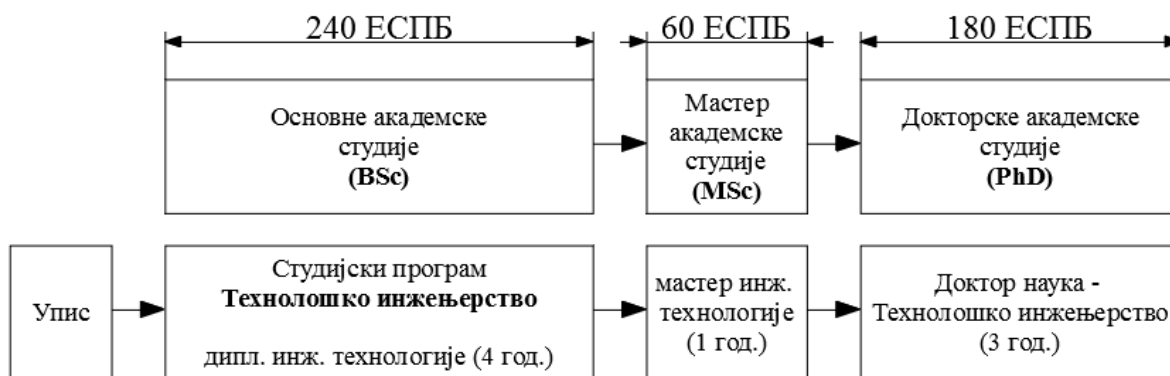 240 ЕСПБ
60 ЕСПБ
180 ЕСПБ
Основне академске
студије
(BSc)
Мастер
академске
студије
(MSc)
Докторске академске
студије
(PhD)
Упис
Студијски програм
Технолошко инжењерство
дипл. инж. технологије (4 год.)
мастер инж.
технологије
(1 год.)
Доктор наука -
Технолошко инжењерство
(3 год.)